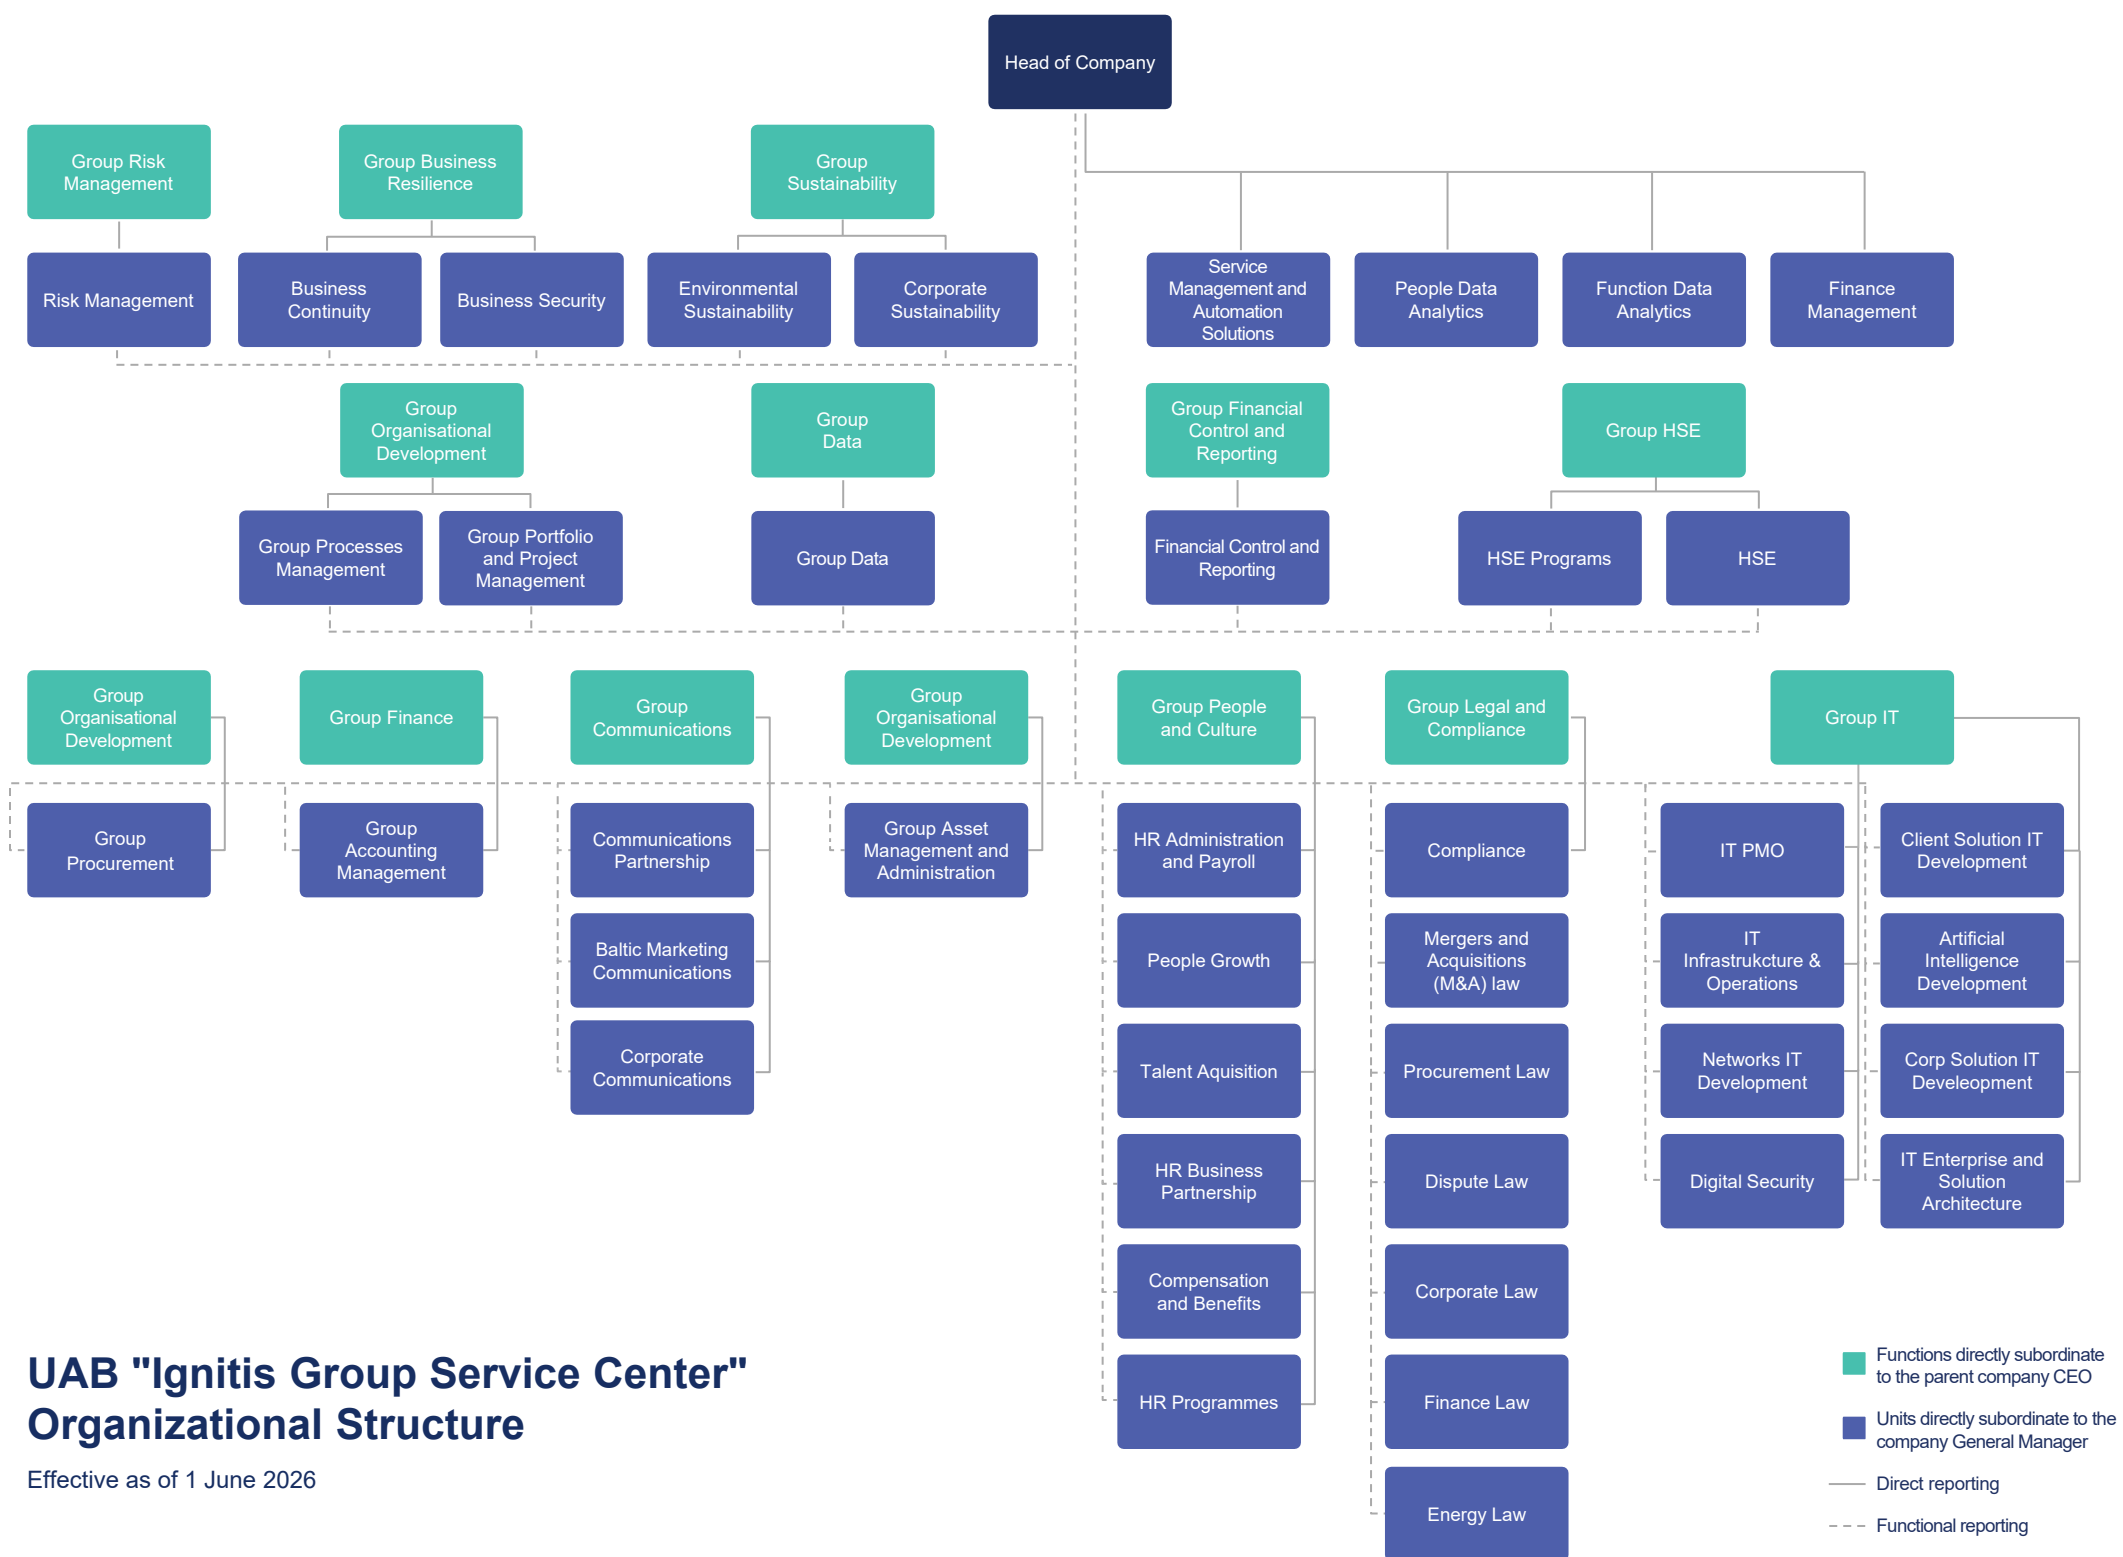 Head of Company
Group Risk
Management
Group Business
Resilience
Group
Sustainability
Risk Management
Business
Continuity
Business Security
Environmental
Sustainability
Corporate
Sustainability
Service
Management and
Automation
Solutions
People Data
Analytics
Function Data
Analytics
Finance
Management
Group
Organisational
Development
Group
Data
Group Financial
Control and
Reporting
Group HSE
Group Processes
Management
Group Portfolio
and Project
Management
Group Data
Financial Control and
Reporting
HSE Programs
HSE
Group
Organisational
Development
Group Finance
Group
Communications
Group
Organisational
Development
Group People
and Culture
Group Legal and
Compliance
Group IT
Group
Procurement
Group
Accounting
Management
Communications
Partnership
Group Asset
Management and
Administration
HR Administration
and Payroll
Compliance
IT PMO
Client Solution IT
Development
Baltic Marketing
Communications
People Growth
Mergers and
Acquisitions
(M&A) law
IT
Infrastrukcture &
Operations
Artificial
Intelligence
Development
Corporate
Communications
Talent Aquisition
Procurement Law
Networks IT
Development
Corp Solution IT
Develeopment
HR Business
Partnership
Dispute Law
Digital Security
IT Enterprise and
Solution
Architecture
Compensation
and Benefits
Corporate Law
HR Programmes
Finance Law
Energy Law
UAB "Ignitis Group Service Center"
Organizational Structure
Effective as of 1 June 2026
Functions directly subordinate
to the parent company CEO
Units directly subordinate to the
company General Manager
Direct reporting
Functional reporting